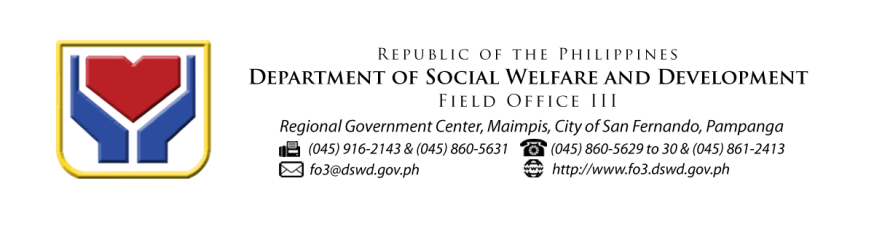 REPUBLIC OF THE PHILIPPINES
DEPARTMENT OF SOCIAL WELFARE AND DEVELOPMENT
FIELD OFFICE III
Regional Government Center, Maimpis, City of San Fernando, Pampanga
(045) 916-2143 & (045) 860-5631 (045) 860-5629 to 30 & (045) 861-2413
fo3@dswd.gov.ph http://www.fo3.dswd.gov.ph